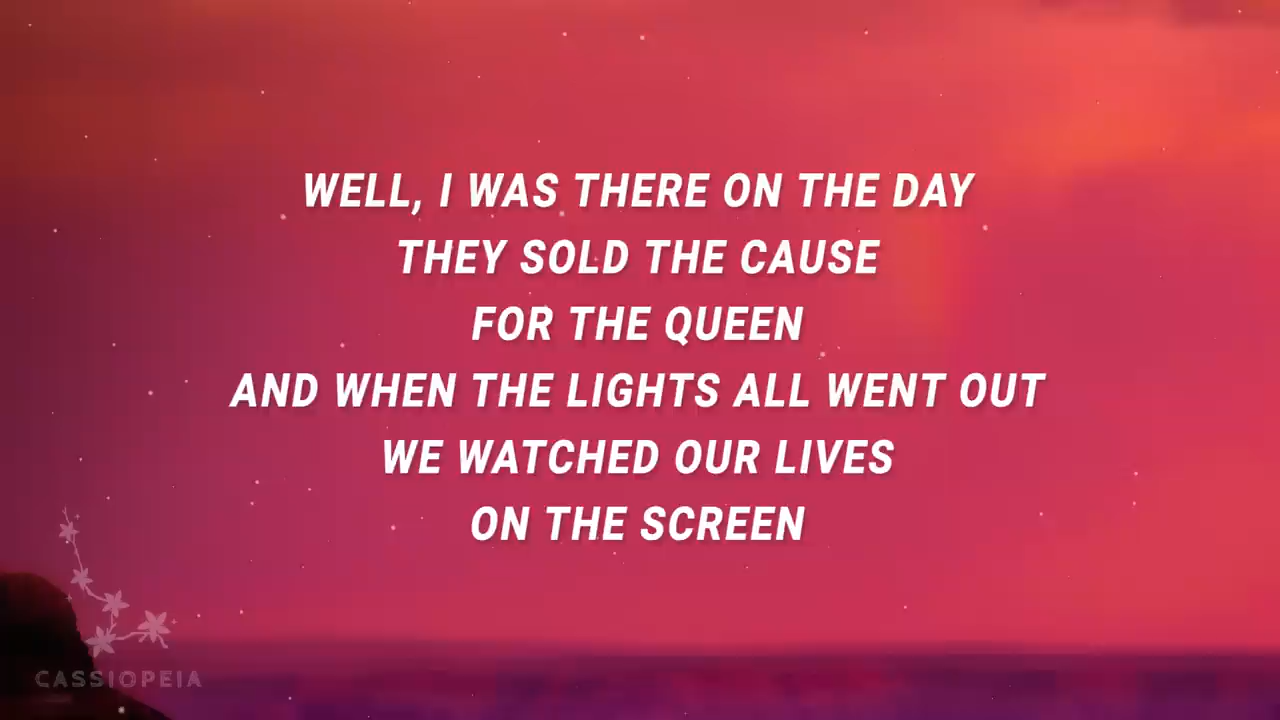 WELL, I WAS THERE ON THE DAY
THEY SOLD THE CAUSE
FOR THE QUEEN
AND WHEN THE LIGHTS ALL WENT OUT
WE WATCHED OUR LIVES
ON THE SCREEN
CASSIOPEIA